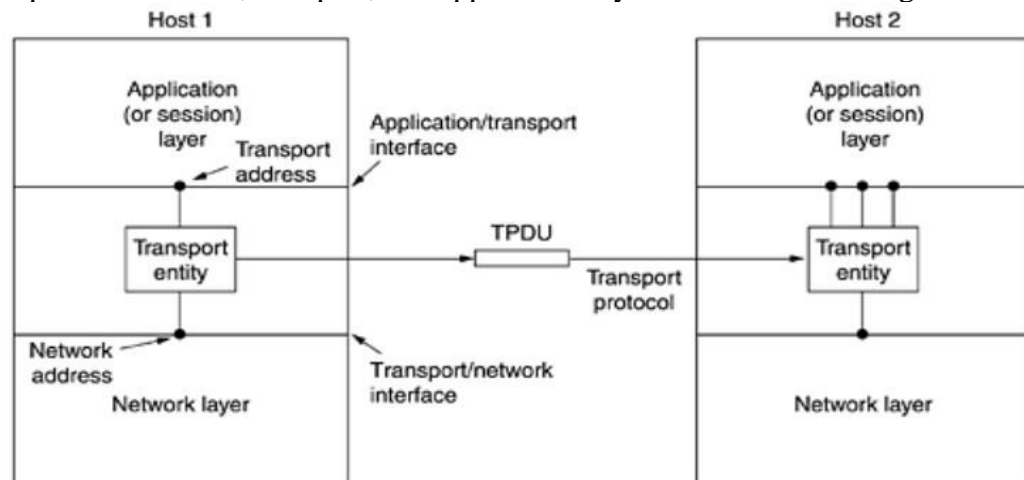 Host 1
Host 2
Application
(or session)
layer
Transport
address
Application/transport
interface
Application
(or session)
layer
Transport
entity
TPDU
Transport
protocol
Transport
entity
Network
address
Transport/network
interface
Network layer
Network layer